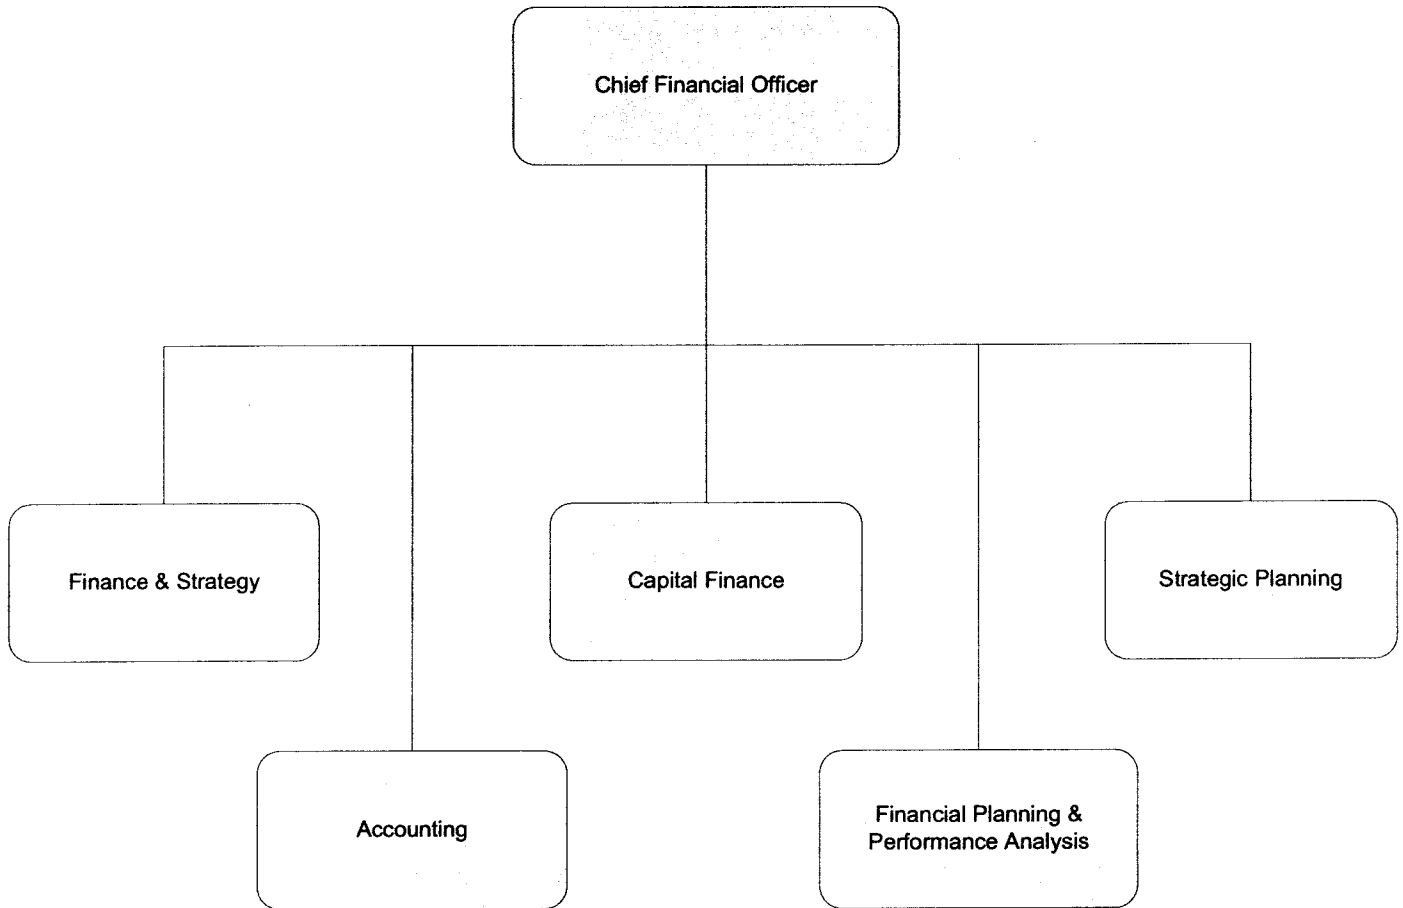 Chief Financial Officer
Finance & Strategy
Capital Finance
Strategic Planning
Accounting
Financial Planning &
Performance Analysis